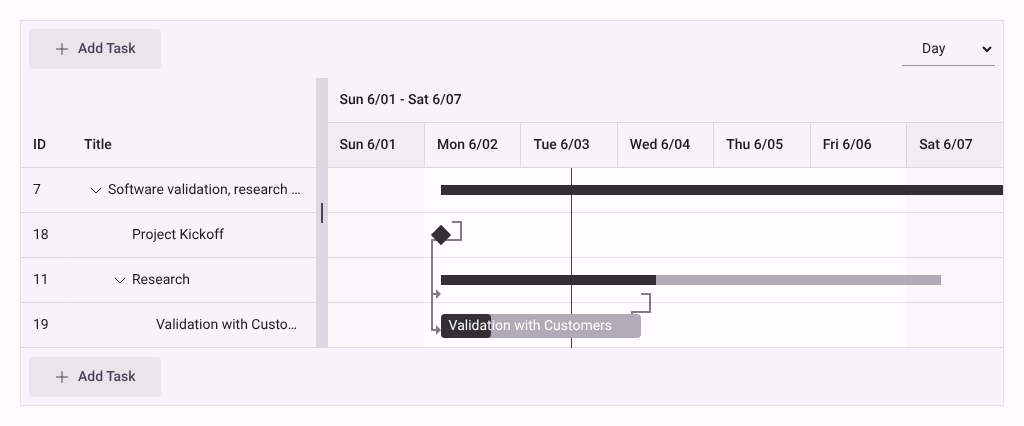 Add Task
Day
Sun 6/01 - Sat 6/07
ID Title Sun 6/01 Mon 6/02 Tue 6/03 Wed 6/04 Thu 6/05 Fri 6/06 Sat 6/07
7 Software validation, research ...
18 Project Kickoff
11 Research
19 Validation with Custo... Validation with Customers
Add Task